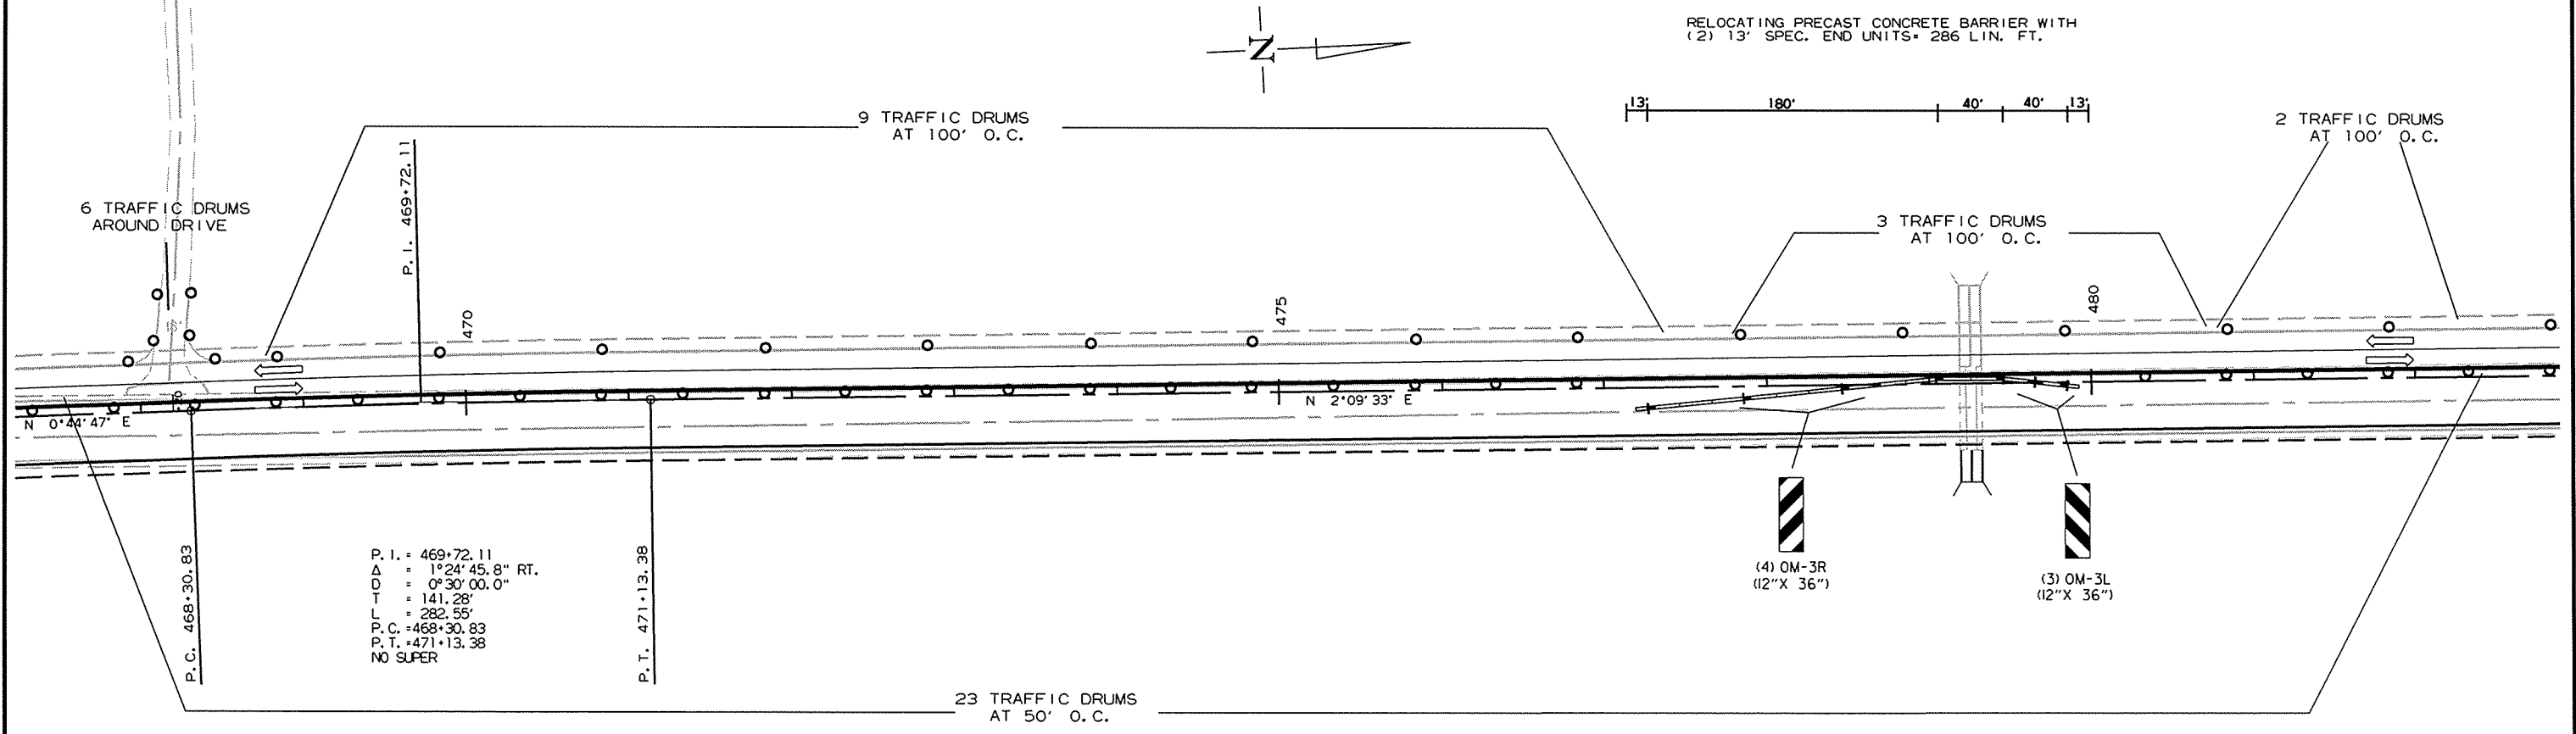 RELOCATING PRECAST CONCRETE BARRIER WITH
(2) 13' SPEC. END UNITS= 286 LIN. FT.
N
13'
180'
40'
40'
13'
9 TRAFFIC DRUMS
AT 100' O.C.
2 TRAFFIC DRUMS
AT 100' O.C.
6 TRAFFIC DRUMS
AROUND DRIVE
P.I. 469+72.11
3 TRAFFIC DRUMS
AT 100' O.C.
470
475
480
N 0°44'47" E
N 2°09'33" E
P.C. 468+30.83
P.T. 471+13.38
P.I. = 469+72.11
Δ = 1°24'45.8" RT.
D = 0°30'00.0"
T = 141.28'
L = 282.55'
P.C. =468+30.83
P.T. =471+13.38
NO SUPER
(4) OM-3R
(12"X 36")
(3) OM-3L
(12"X 36")
23 TRAFFIC DRUMS
AT 50' O.C.